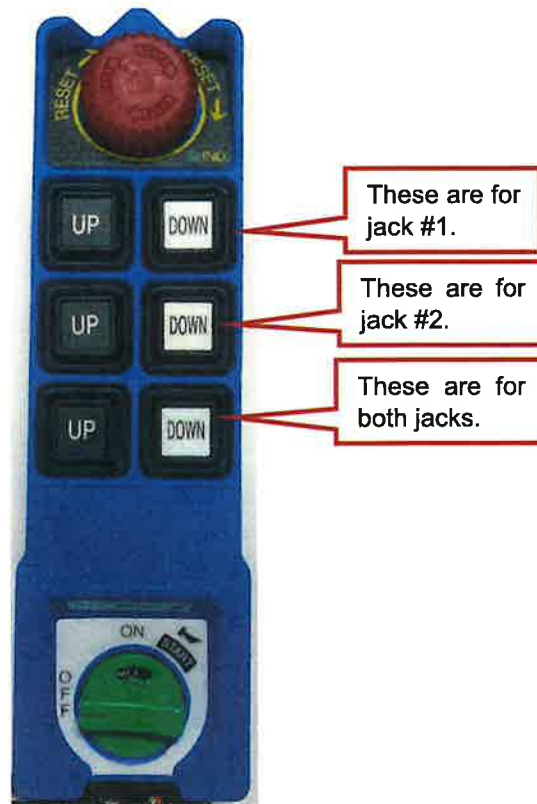 RESET RESET
UP DOWN
These are for
jack #1.
UP DOWN
These are for
jack #2.
UP DOWN
These are for
both jacks.
ON
START
OFF